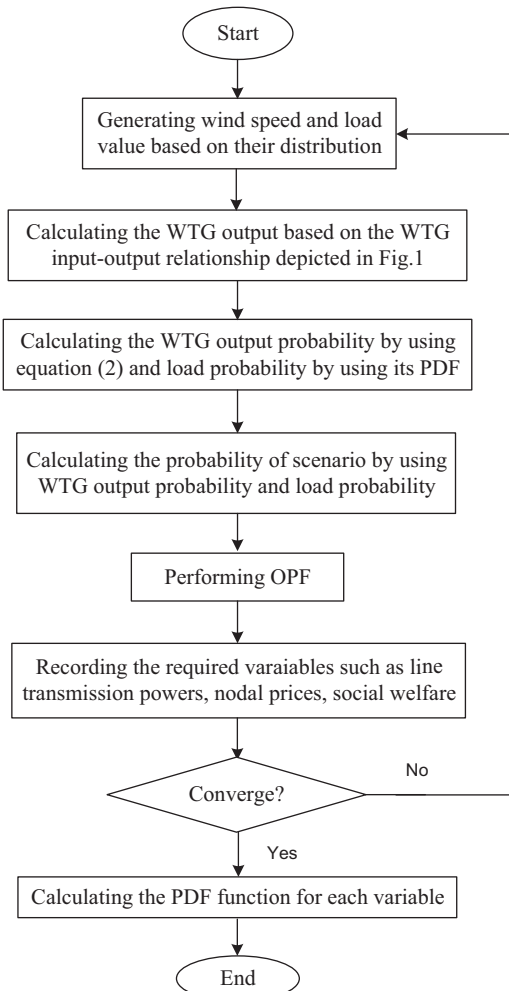 Start
Generating wind speed and load
value based on their distribution
Calculating the WTG output based on the WTG
input-output relationship depicted in Fig.1
Calculating the WTG output probability by using
equation (2) and load probability by using its PDF
Calculating the probability of scenario by using
WTG output probability and load probability
Performing OPF
Recording the required varaiables such as line
transmission powers, nodal prices, social welfare
Converge?
No
Yes
Calculating the PDF function for each variable
End